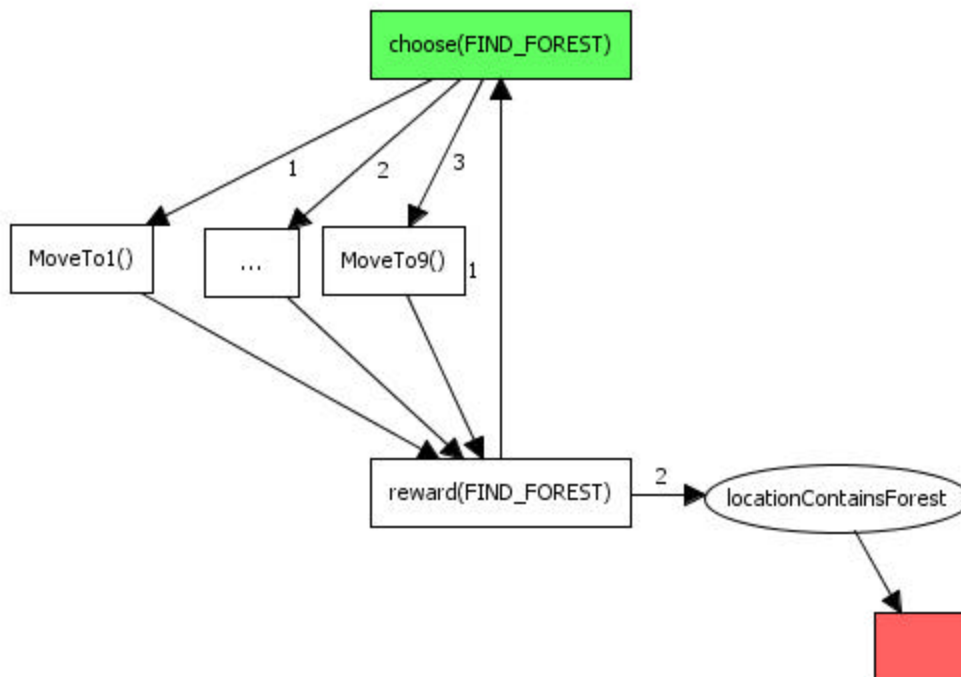 choose(FIND_FOREST)
1
2
3
MoveTo1()
...
MoveTo9()
1
reward(FIND_FOREST)
2
locationContainsForest